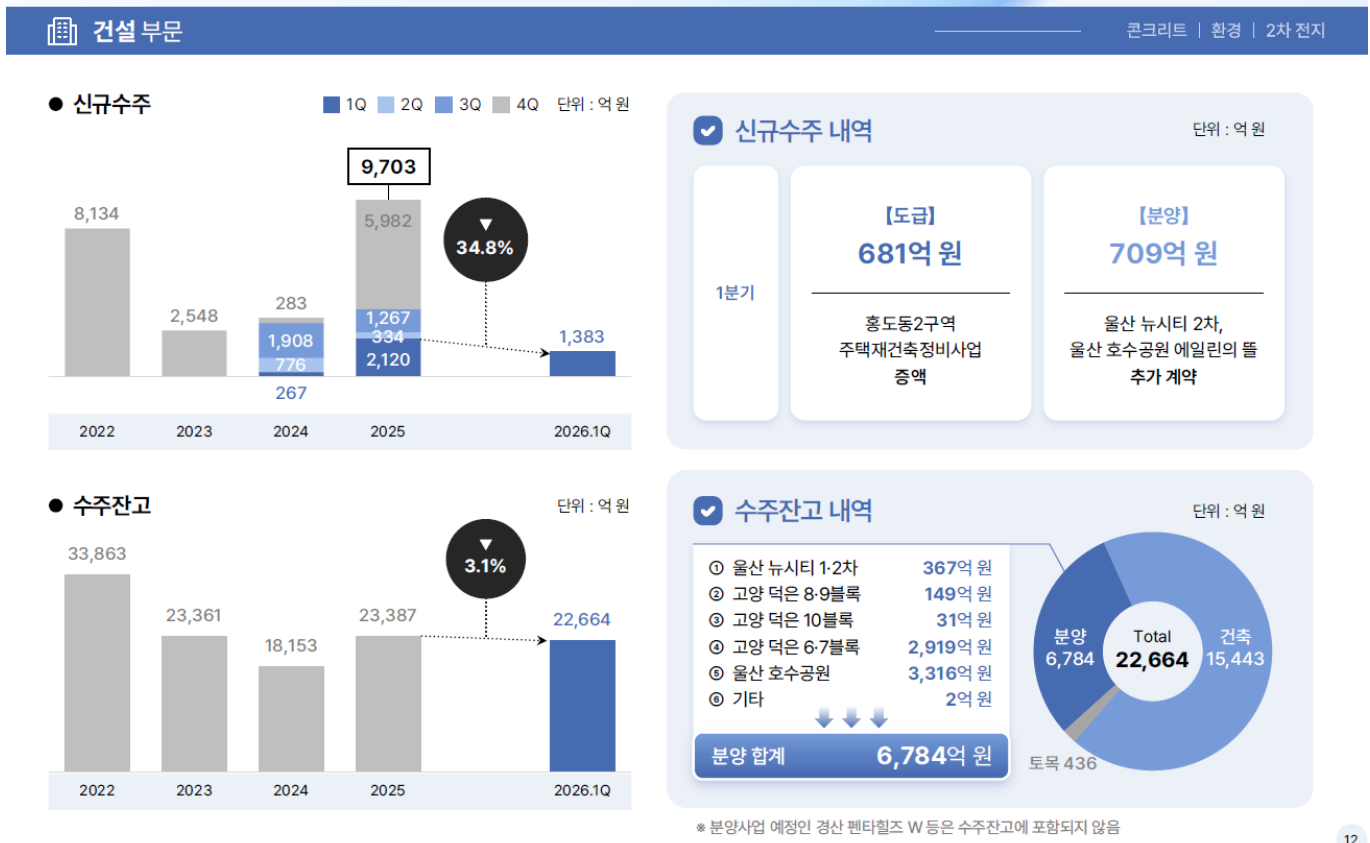 건설 부문
콘크리트 | 환경 | 2차 전지
● 신규수주
1Q 2Q 3Q 4Q 단위 : 억 원
9,703
8,134
5,982
▼
34.8%
2,548
283
1,908
776
267
1,267
334
2,120
1,383
2022 2023 2024 2025 2026.1Q
신규수주 내역
단위 : 억 원
1분기
【도급】
681억 원
홍도동2구역
주택재건축정비사업
증액
【분양】
709억 원
울산 뉴시티 2차,
울산 호수공원 에일린의 뜰
추가 계약
● 수주잔고
단위 : 억 원
▼
3.1%
33,863
23,361
18,153
23,387
22,664
2022 2023 2024 2025 2026.1Q
수주잔고 내역
단위 : 억 원
① 울산 뉴시티 1·2차 367억 원
② 고양 덕은 8·9블록 149억 원
③ 고양 덕은 10블록 31억 원
④ 고양 덕은 6·7블록 2,919억 원
⑤ 울산 호수공원 3,316억 원
⑥ 기타 2억 원
분양 합계 6,784억 원
분양
6,784
Total
22,664
건축
15,443
토목 436
※ 분양사업 예정인 경산 펜타힐즈 W 등은 수주잔고에 포함되지 않음
12